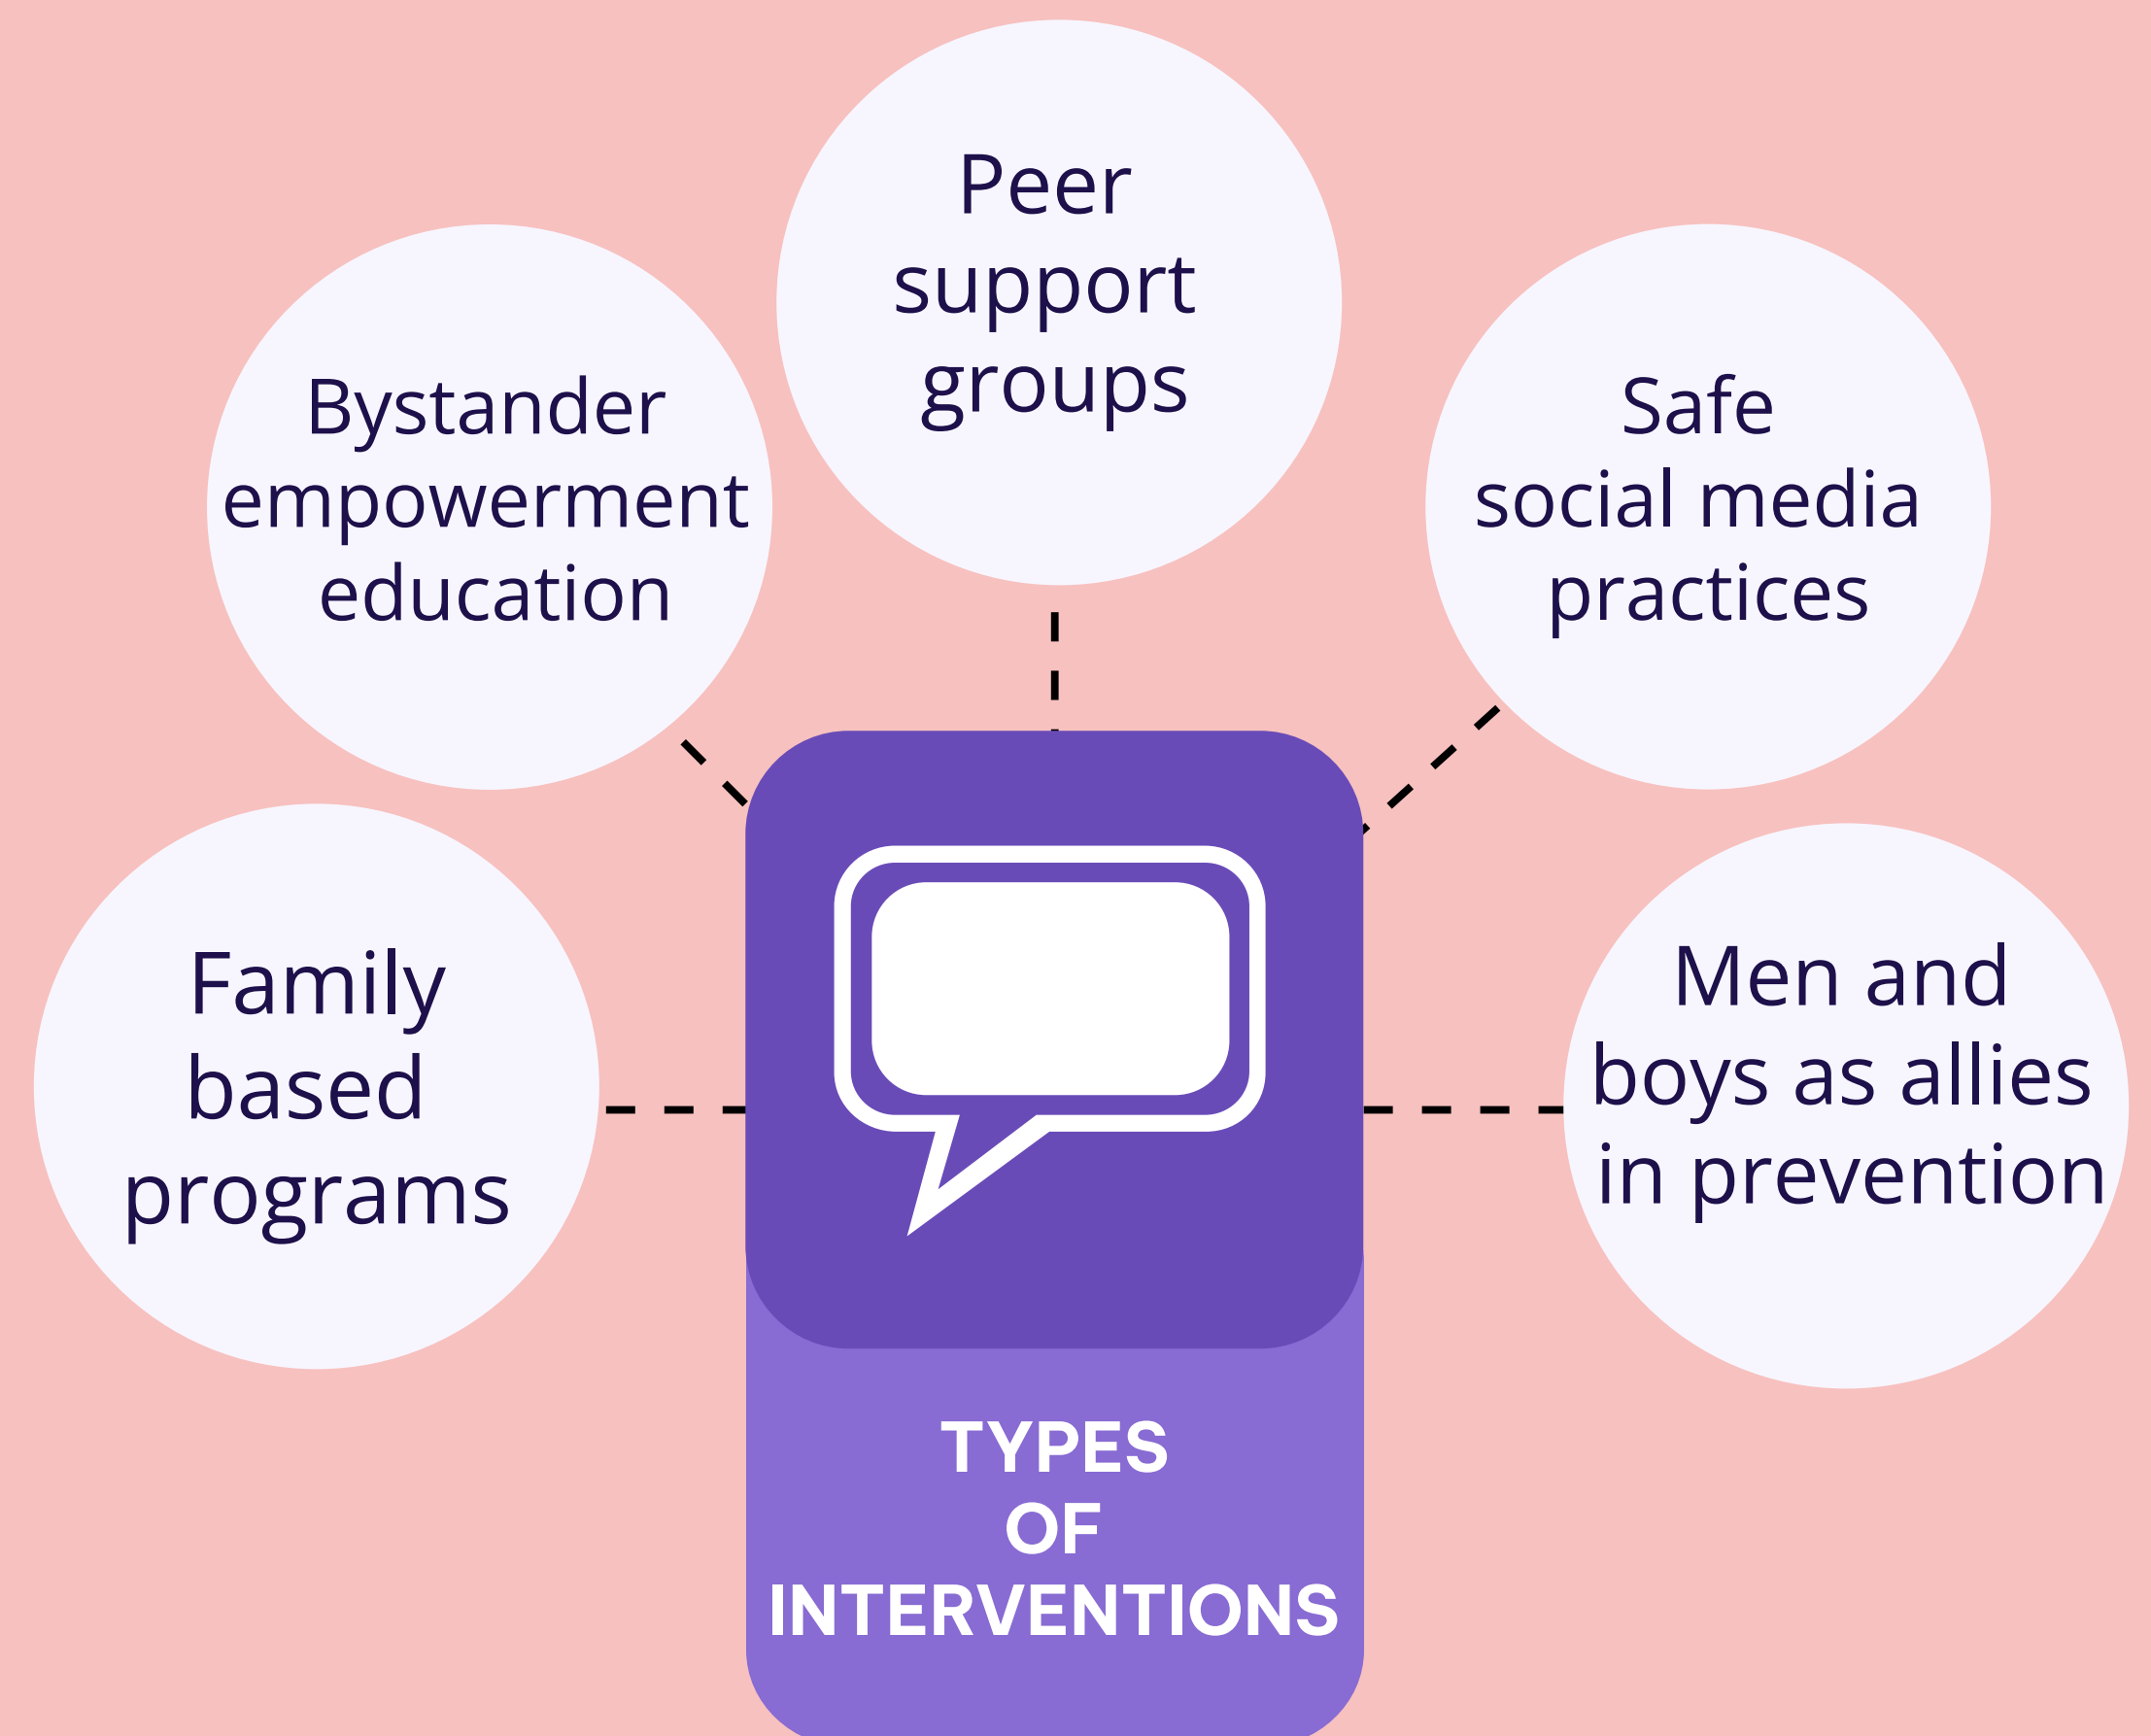 Peer
support
groups
Bystander
empowerment
education
Safe
social media
practices
Family
based
programs
Men and
boys as allies
in prevention
TYPES
OF
INTERVENTIONS